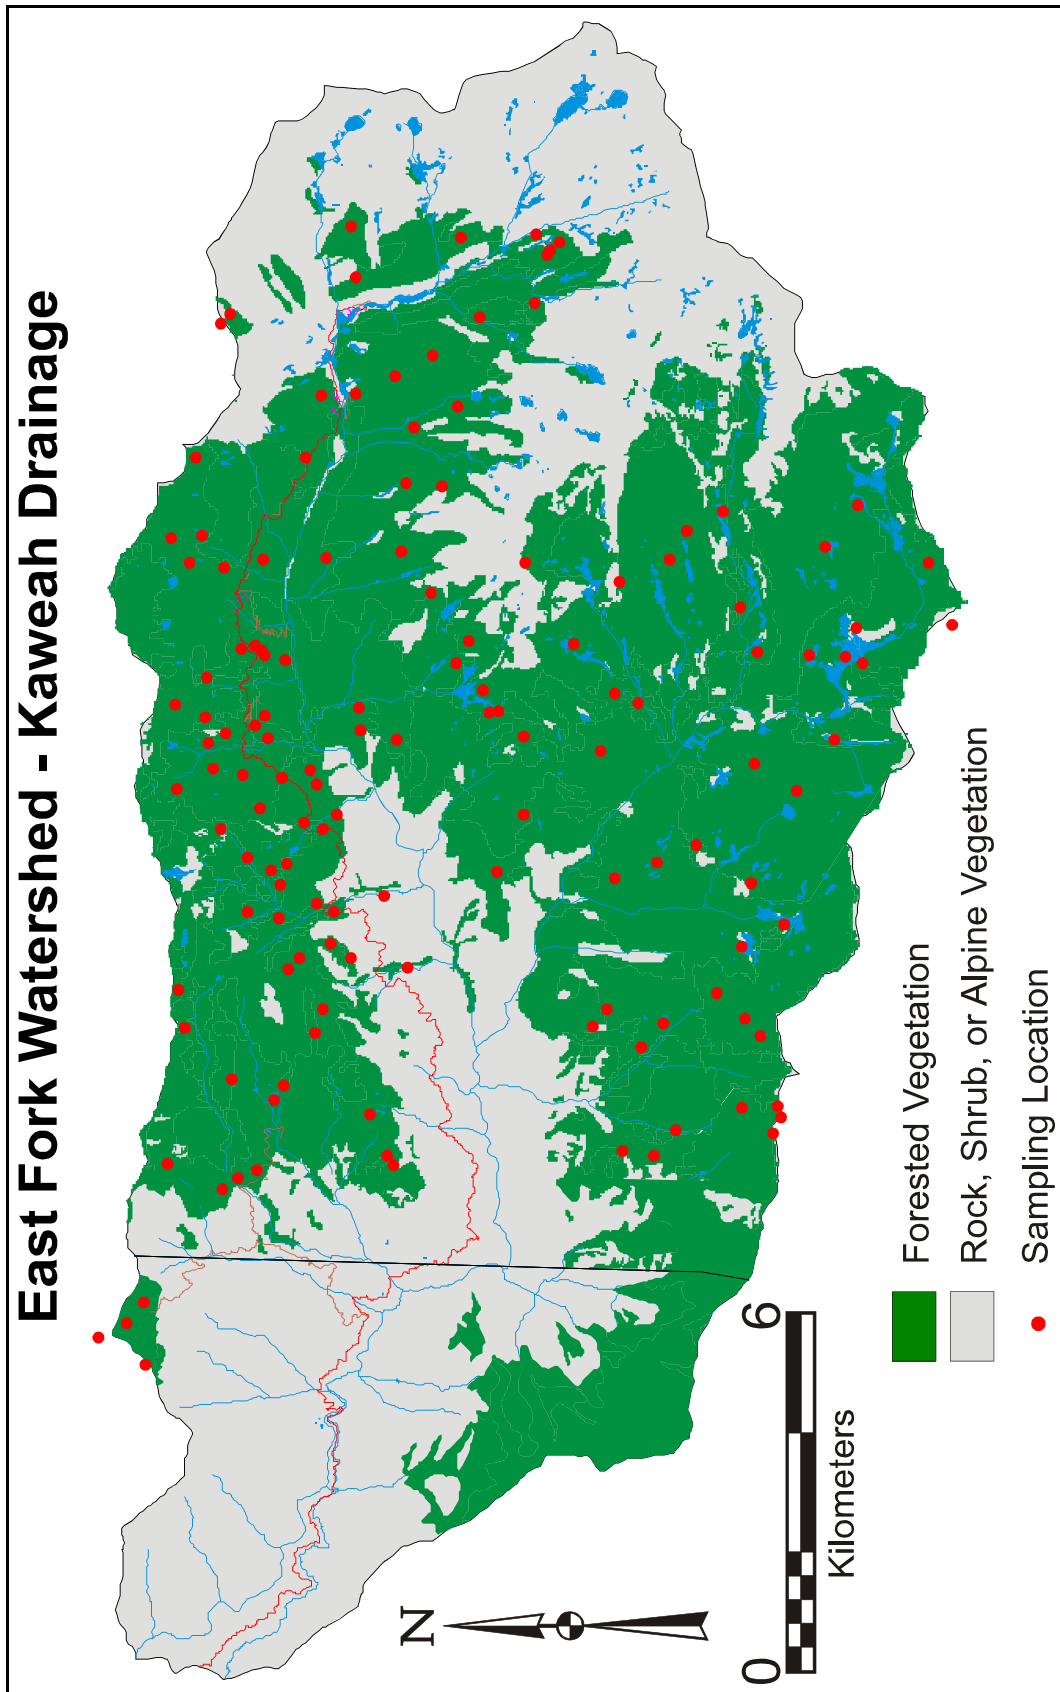 East Fork Watershed - Kaweah Drainage
N
0 6
Kilometers
Forested Vegetation
Rock, Shrub, or Alpine Vegetation
Sampling Location